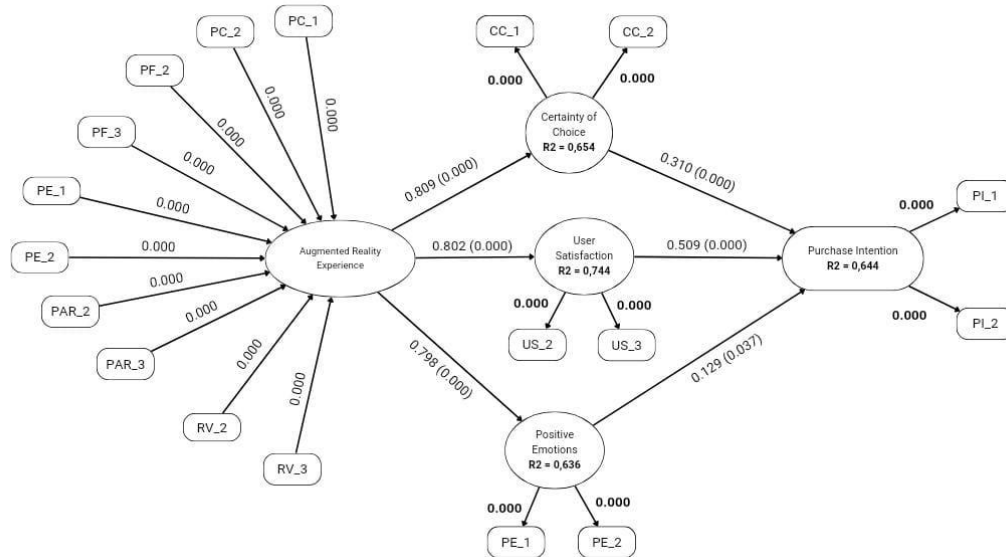 PC_1
PC_2
CC_1
CC_2
PF_2
0.000
0.000
0.000
0.000
Certainty of
Choice
R2 = 0,654
PF_3
0.000
0.000
0.809 (0.000)
0.310 (0.000)
PE_1
0.000
PI_1
0.000
PE_2
0.000
Augmented Reality
Experience
0.802 (0.000)
User
Satisfaction
R2 = 0,744
0.509 (0.000)
Purchase Intention
R2 = 0,644
PAR_2
0.000
0.000
0.000
0.000
PI_2
US_2
US_3
PAR_3
0.000
0.000
0.000
0.798 (0.000)
0.129 (0.037)
RV_2
RV_3
Positive
Emotions
R2 = 0,636
0.000
0.000
PE_1
PE_2